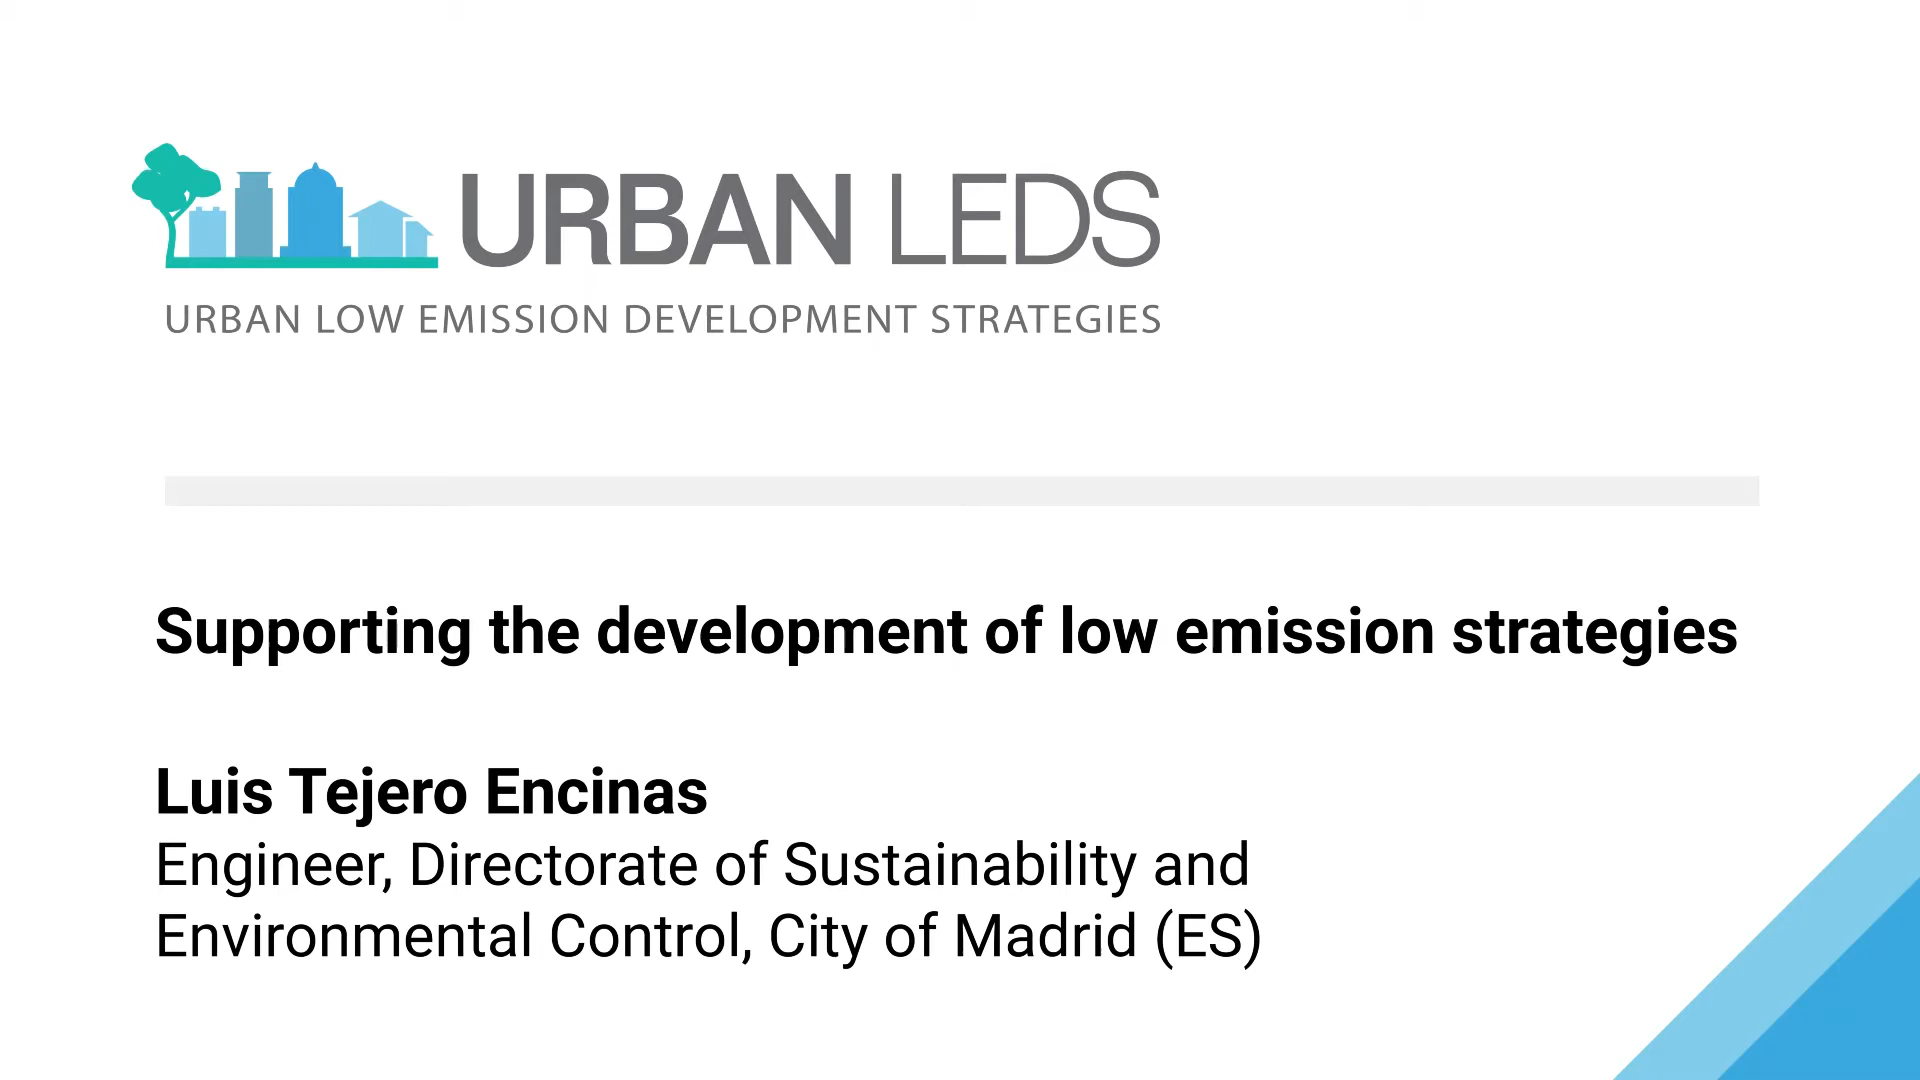 URBAN LEDS
URBAN LOW EMISSION DEVELOPMENT STRATEGIES
Supporting the development of low emission strategies
Luis Tejero Encinas
Engineer, Directorate of Sustainability and
Environmental Control, City of Madrid (ES)